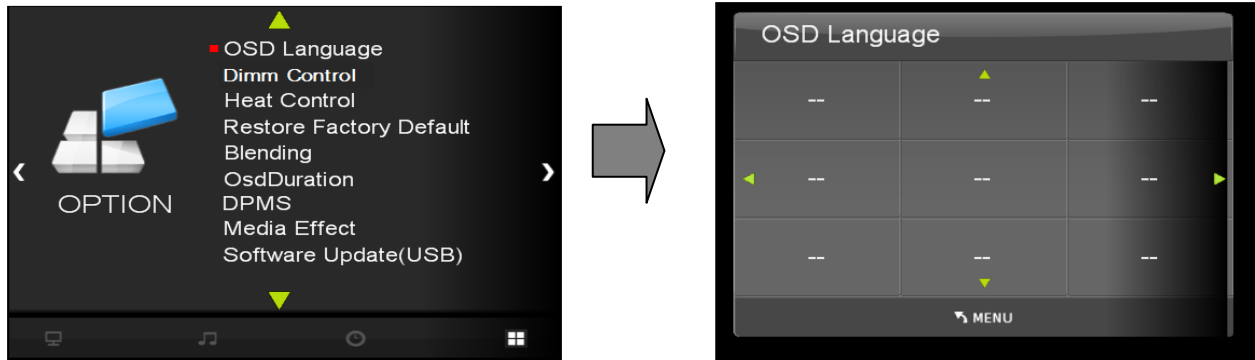 OSD Language
Dimm Control
Heat Control
Restore Factory Default
Blending
OsdDuration
DPMS
Media Effect
Software Update(USB)
OPTION
OSD Language
-- -- --
-- -- --
-- -- --
MENU